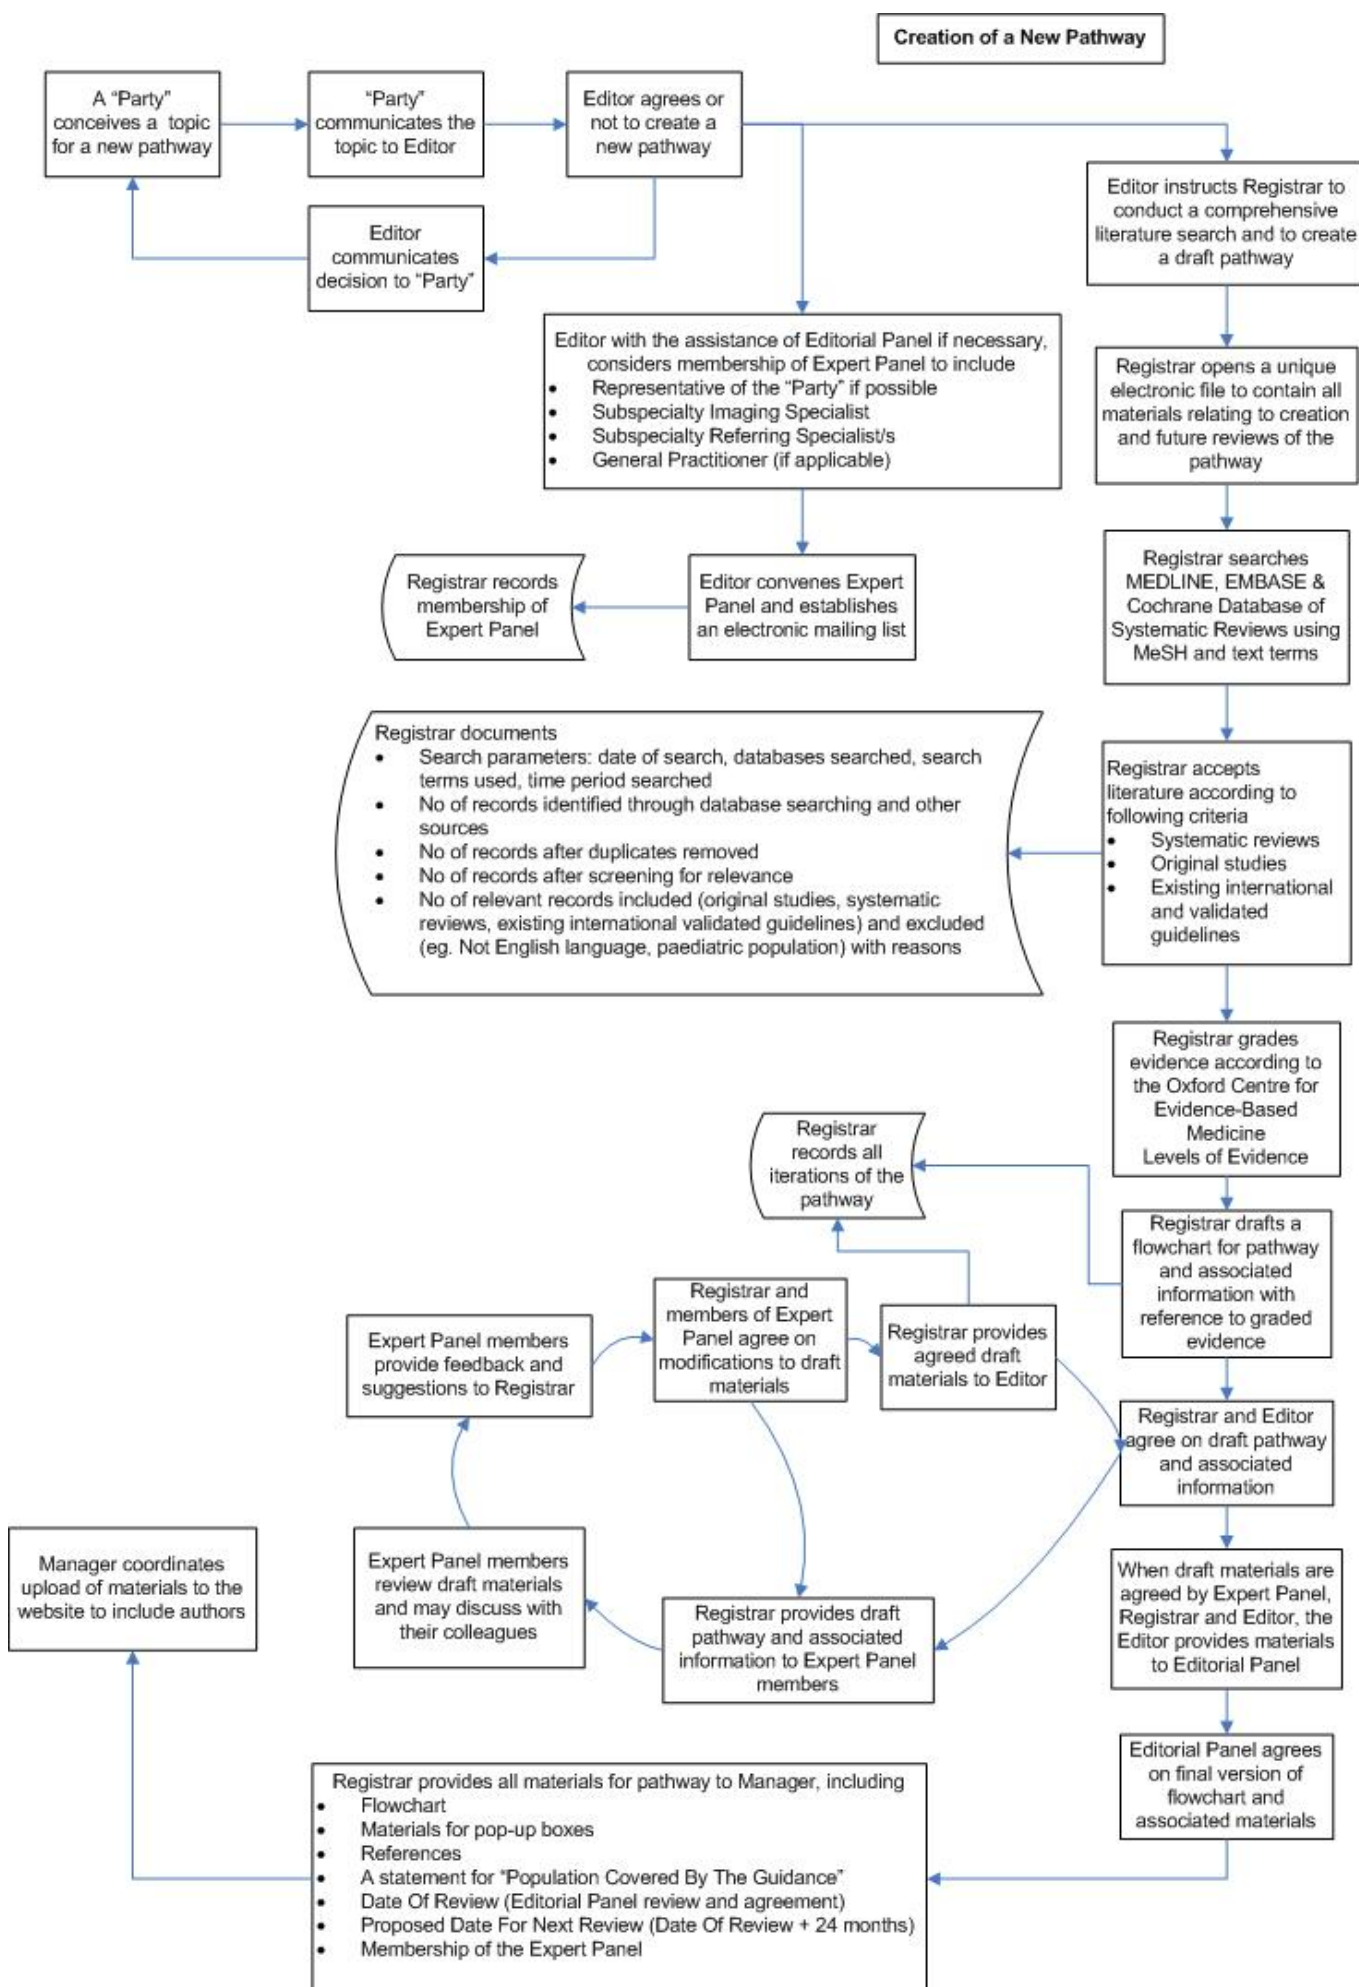 Creation of a New Pathway
A “Party”
conceives a topic
for a new pathway
“Party”
communicates the
topic to Editor
Editor agrees or
not to create a
new pathway
Editor
communicates
decision to “Party”
Editor instructs Registrar to
conduct a comprehensive
literature search and to create
a draft pathway
Editor with the assistance of Editorial Panel if necessary,
considers membership of Expert Panel to include
• Representative of the “Party” if possible
• Subspecialty Imaging Specialist
• Subspecialty Referring Specialist/s
• General Practitioner (if applicable)
Registrar opens a unique
electronic file to contain all
materials relating to creation
and future reviews of the
pathway
Registrar records
membership of
Expert Panel
Editor convenes Expert
Panel and establishes
an electronic mailing list
Registrar searches
MEDLINE, EMBASE &
Cochrane Database of
Systematic Reviews using
MeSH and text terms
Registrar documents
• Search parameters: date of search, databases searched, search
terms used, time period searched
• No of records identified through database searching and other
sources
• No of records after duplicates removed
• No of records after screening for relevance
• No of relevant records included (original studies, systematic
reviews, existing international validated guidelines) and excluded
(eg. Not English language, paediatric population) with reasons
Registrar accepts
literature according to
following criteria
• Systematic reviews
• Original studies
• Existing international
and validated
guidelines
Registrar grades
evidence according to
the Oxford Centre for
Evidence-Based
Medicine
Levels of Evidence
Registrar
records all
iterations of the
pathway
Registrar drafts a
flowchart for pathway
and associated
information with
reference to graded
evidence
Expert Panel members
provide feedback and
suggestions to Registrar
Registrar and
members of Expert
Panel agree on
modifications to draft
materials
Registrar provides
agreed draft
materials to Editor
Registrar and Editor
agree on draft pathway
and associated
information
Manager coordinates
upload of materials to the
website to include authors
Expert Panel members
review draft materials
and may discuss with
their colleagues
Registrar provides draft
pathway and associated
information to Expert Panel
members
When draft materials are
agreed by Expert Panel,
Registrar and Editor, the
Editor provides materials
to Editorial Panel
Editorial Panel agrees
on final version of
flowchart and
associated materials
Registrar provides all materials for pathway to Manager, including
• Flowchart
• Materials for pop-up boxes
• References
• A statement for “Population Covered By The Guidance”
• Date Of Review (Editorial Panel review and agreement)
• Proposed Date For Next Review (Date Of Review + 24 months)
• Membership of the Expert Panel